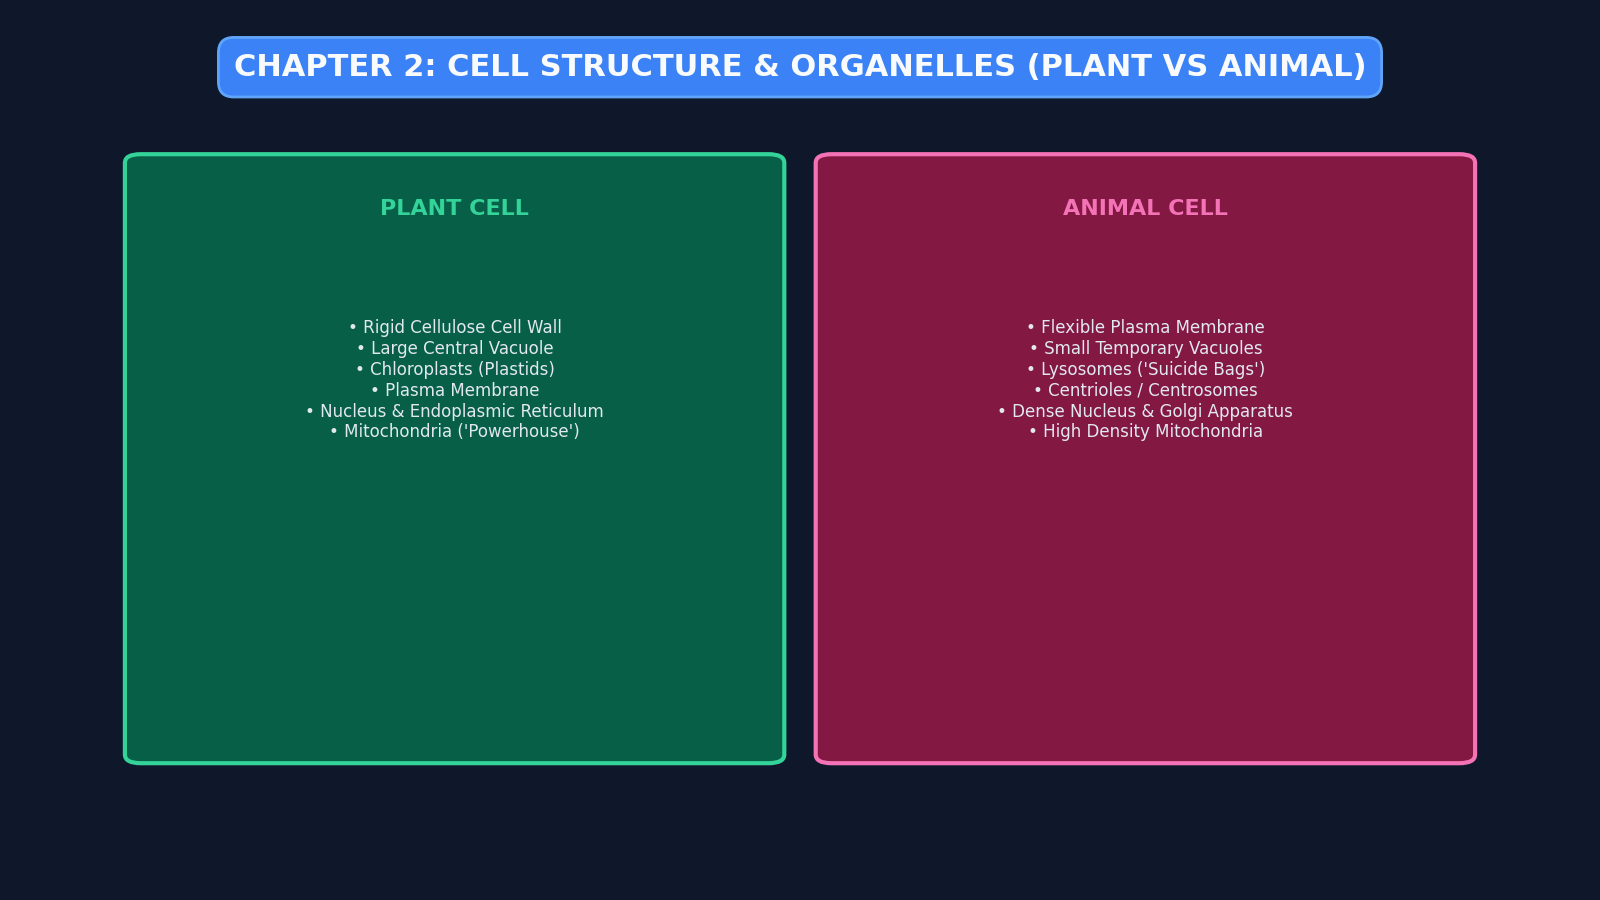 CHAPTER 2: CELL STRUCTURE & ORGANELLES (PLANT VS ANIMAL)
PLANT CELL
• Rigid Cellulose Cell Wall
• Large Central Vacuole
• Chloroplasts (Plastids)
• Plasma Membrane
• Nucleus & Endoplasmic Reticulum
• Mitochondria ('Powerhouse')
ANIMAL CELL
• Flexible Plasma Membrane
• Small Temporary Vacuoles
• Lysosomes ('Suicide Bags')
• Centrioles / Centrosomes
• Dense Nucleus & Golgi Apparatus
• High Density Mitochondria